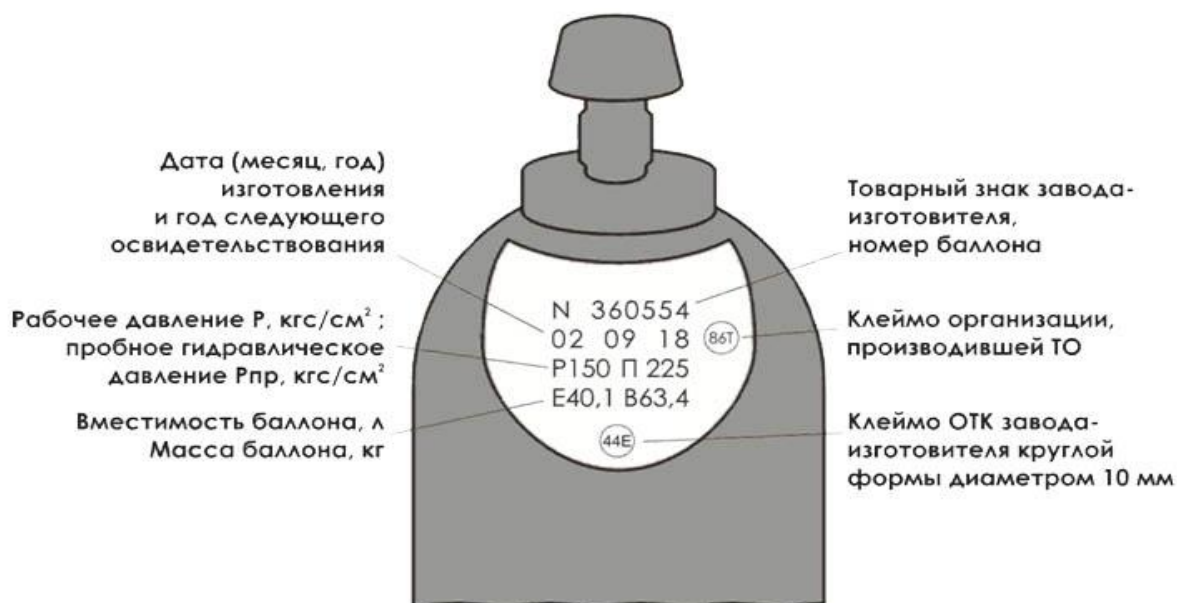 Дата (месяц, год)
изготовления
и год следующего
освидетельствования
Рабочее давление Р, кгс/см² ;
пробное гидравлическое
давление Рпр, кгс/см²
Вместимость баллона, л
Масса баллона, кг
N 360554
02 09 18 86Т
Р150 П 225
Е40,1 В63,4
44Е
Товарный знак завода-
изготовителя,
номер баллона
Клеймо организации,
производившей ТО
Клеймо ОТК завода-
изготовителя круглой
формы диаметром 10 мм